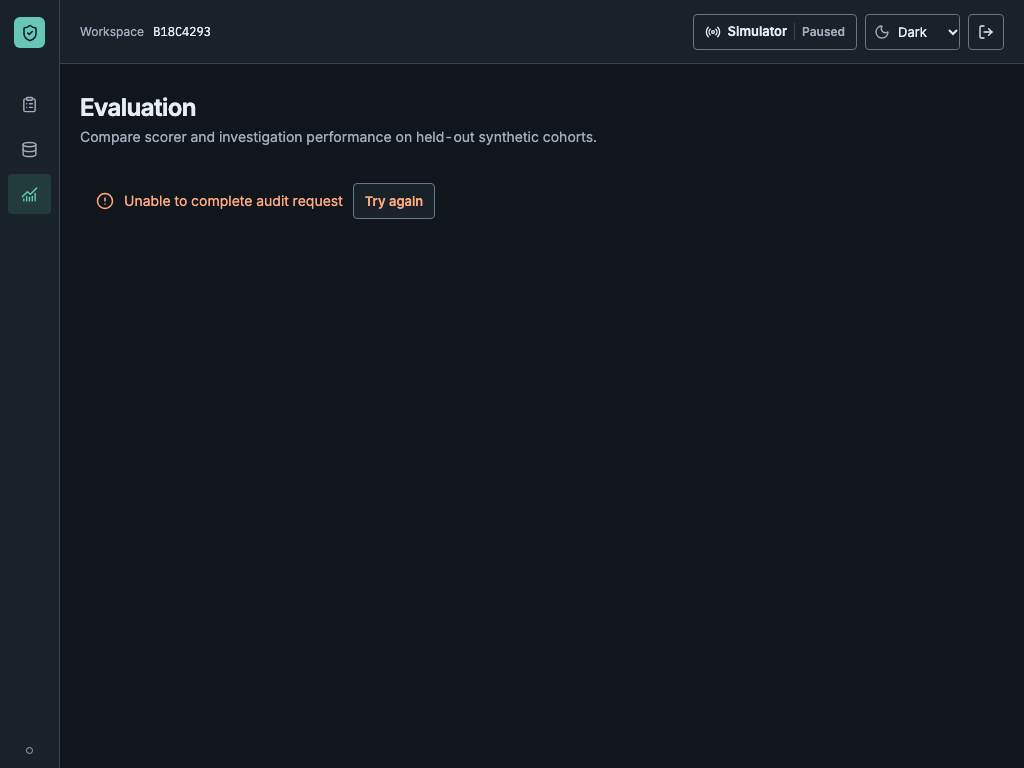 Workspace B18C4293
Simulator Paused
Dark
Evaluation
Compare scorer and investigation performance on held-out synthetic cohorts.
Unable to complete audit request Try again